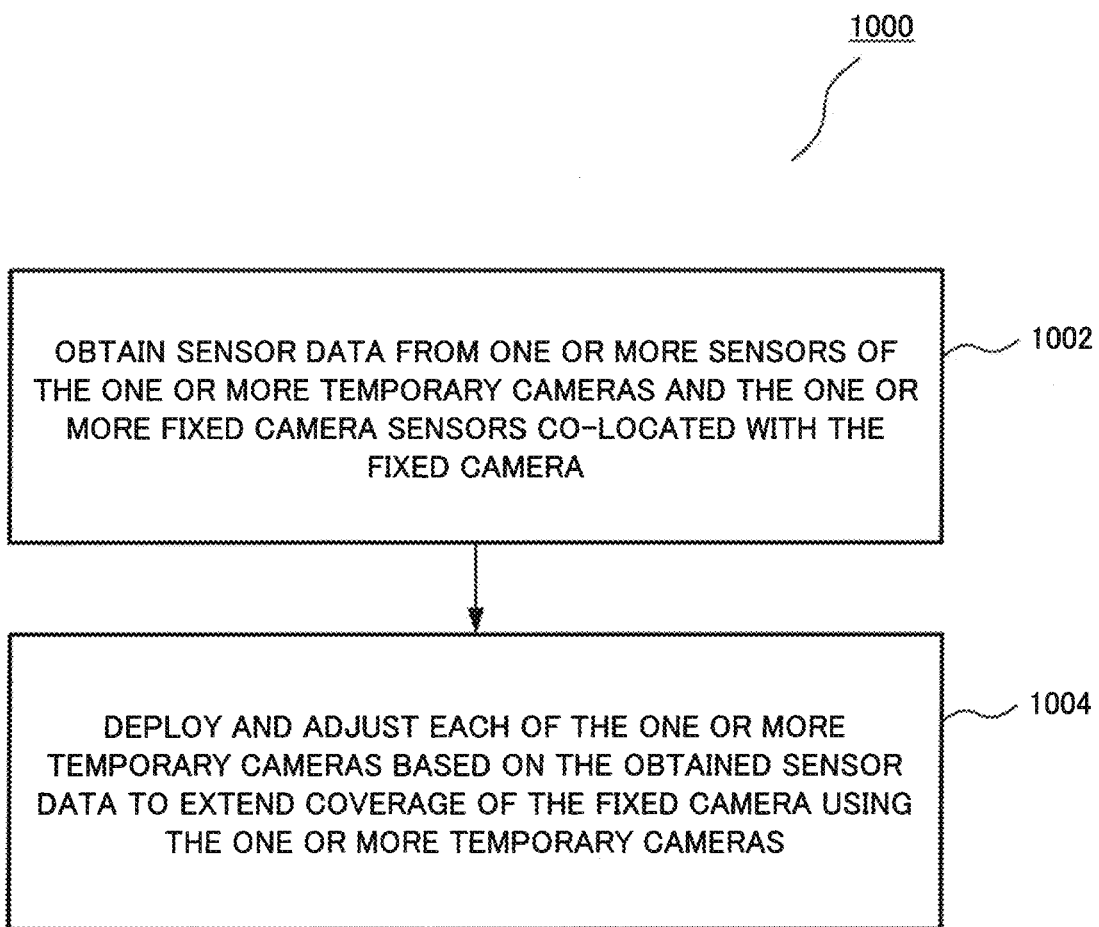 1000
OBTAIN SENSOR DATA FROM ONE OR MORE SENSORS OF
THE ONE OR MORE TEMPORARY CAMERAS AND THE ONE OR
MORE FIXED CAMERA SENSORS CO-LOCATED WITH THE
FIXED CAMERA
1002
DEPLOY AND ADJUST EACH OF THE ONE OR MORE
TEMPORARY CAMERAS BASED ON THE OBTAINED SENSOR
DATA TO EXTEND COVERAGE OF THE FIXED CAMERA USING
THE ONE OR MORE TEMPORARY CAMERAS
1004